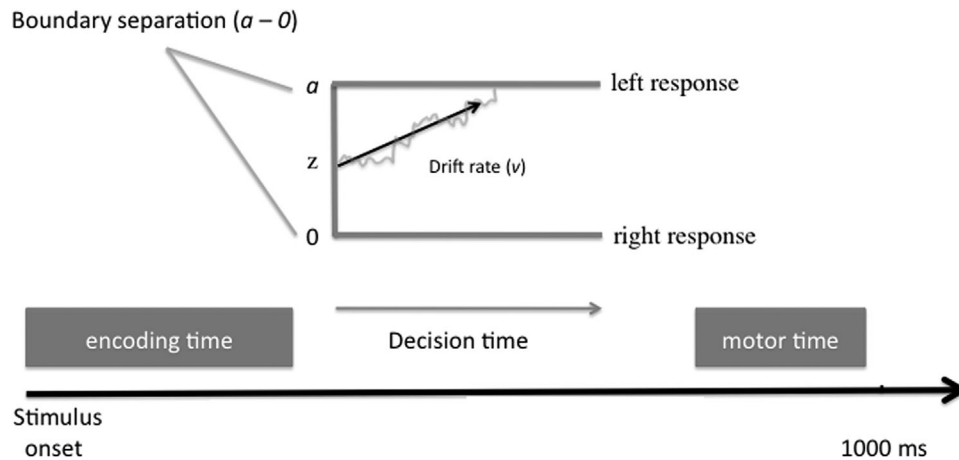 Boundary separation (a – 0)
a
left response
z
Drift rate (v)
0
right response
encoding time
Decision time
motor time
Stimulus
onset
1000 ms